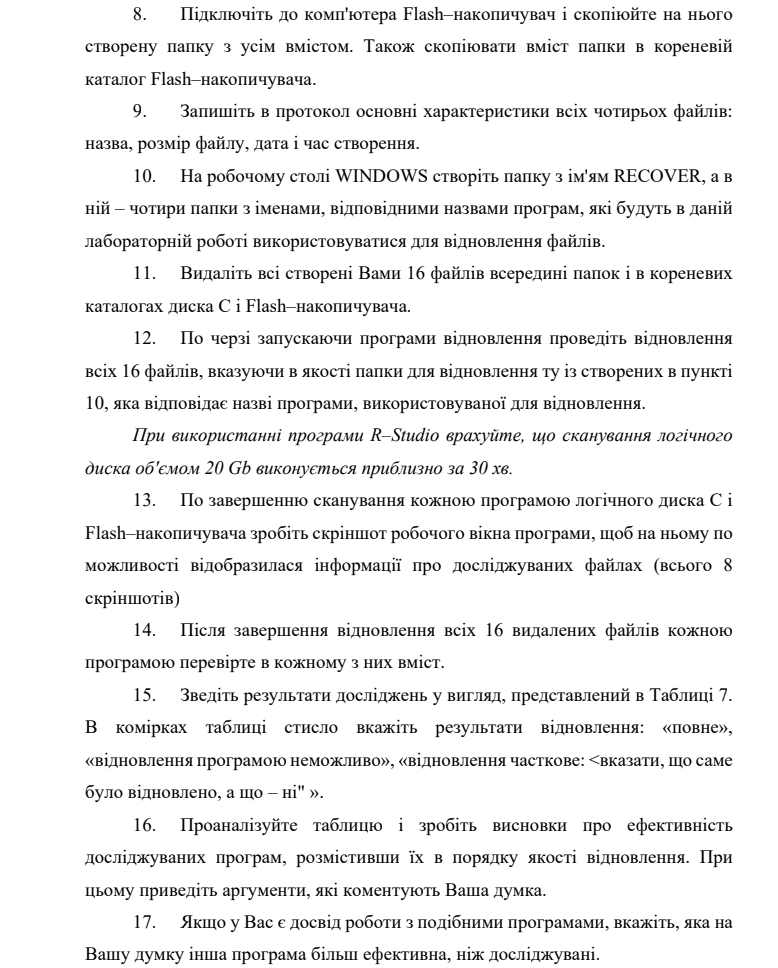 8. Підключіть до комп'ютера Flash–накопичувач і скопіюйте на нього
створену папку з усім вмістом. Також скопіювати вміст папки в кореневій
каталог Flash–накопичувача.
9. Запишіть в протокол основні характеристики всіх чотирьох файлів:
назва, розмір файлу, дата і час створення.
10. На робочому столі WINDOWS створіть папку з ім'ям RECOVER, а в
ній – чотири папки з іменами, відповідними назвами програм, які будуть в даній
лабораторній роботі використовуватися для відновлення файлів.
11. Видаліть всі створені Вами 16 файлів всередині папок і в кореневих
каталогах диска C і Flash–накопичувача.
12. По черзі запускаючи програми відновлення проведіть відновлення
всіх 16 файлів, вказуючи в якості папки для відновлення ту із створених в пункті
10, яка відповідає назві програми, використовуваної для відновлення.
При використанні програми R–Studio врахуйте, що сканування логічного
диска об'ємом 20 Gb виконується приблизно за 30 хв.
13. По завершенню сканування кожною програмою логічного диска C і
Flash–накопичувача зробіть скріншот робочого вікна програми, щоб на ньому по
можливості відобразилася інформації про досліджуваних файлах (всього 8
скріншотів)
14. Після завершення відновлення всіх 16 видалених файлів кожною
програмою перевірте в кожному з них вміст.
15. Зведіть результати досліджень у вигляд, представлений в Таблиці 7.
В комірках таблиці стисло вкажіть результати відновлення: «повне»,
«відновлення програмою неможливо», «відновлення часткове: <вказати, що саме
було відновлено, а що – ні" ».
16. Проаналізуйте таблицю і зробіть висновки про ефективність
досліджуваних програм, розмістивши їх в порядку якості відновлення. При
цьому приведіть аргументи, які коментують Ваша думка.
17. Якщо у Вас є досвід роботи з подібними програмами, вкажіть, яка на
Вашу думку інша програма більш ефективна, ніж досліджувані.